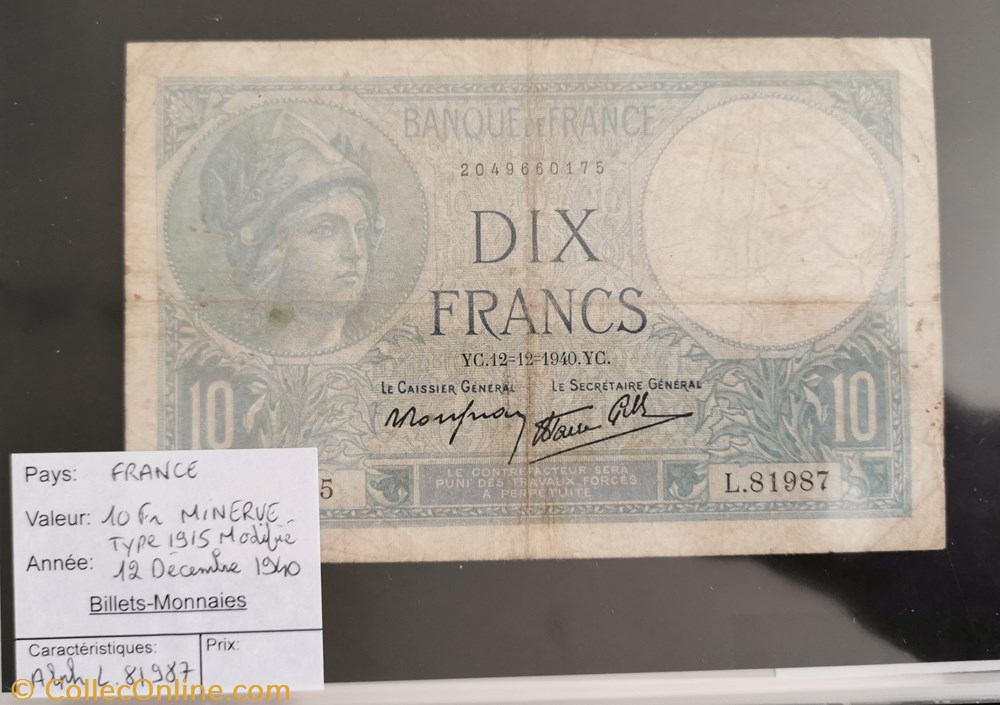 BANQUE DE FRANCE
2049660175
DIX
FRANCS
YC.12=12=1940.YC.
LE CAISSIER GÉNÉRAL LE SECRÉTAIRE GÉNÉRAL
10 10
5 L.81987
LE CONTREFACTEUR SERA
PUNI DES TRAVAUX FORCÉS
À PERPÉTUITÉ
Pays: FRANCE
Valeur: 10 Fr MINERVE
Type 1915 Modifié
Année: 12 Décembre 1940
Billets-Monnaies
Caractéristiques: Prix:
Alph L.81987
© CollecOnline.com